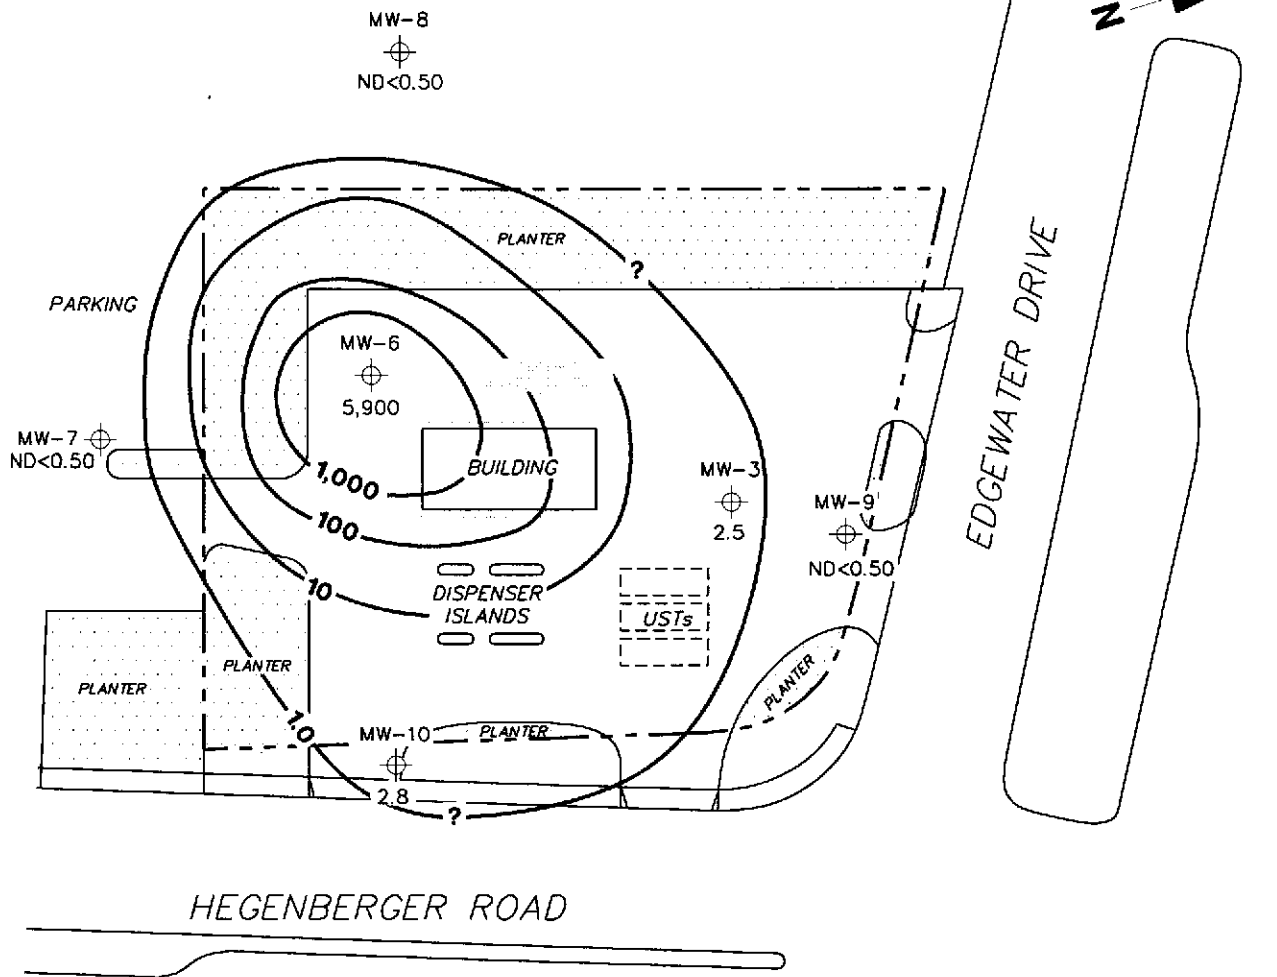 MW-8
N
ND<0.50
PLANTER
?
PARKING
EDGEWATER DRIVE
MW-6
5,900
MW-7
ND<0.50
BUILDING
1,000
MW-3
2.5
MW-9
ND<0.50
100
10
DISPENSER
ISLANDS
USTs
PLANTER
PLANTER
PLANTER
1.0
MW-10
PLANTER
2.8
?
HEGENBERGER ROAD